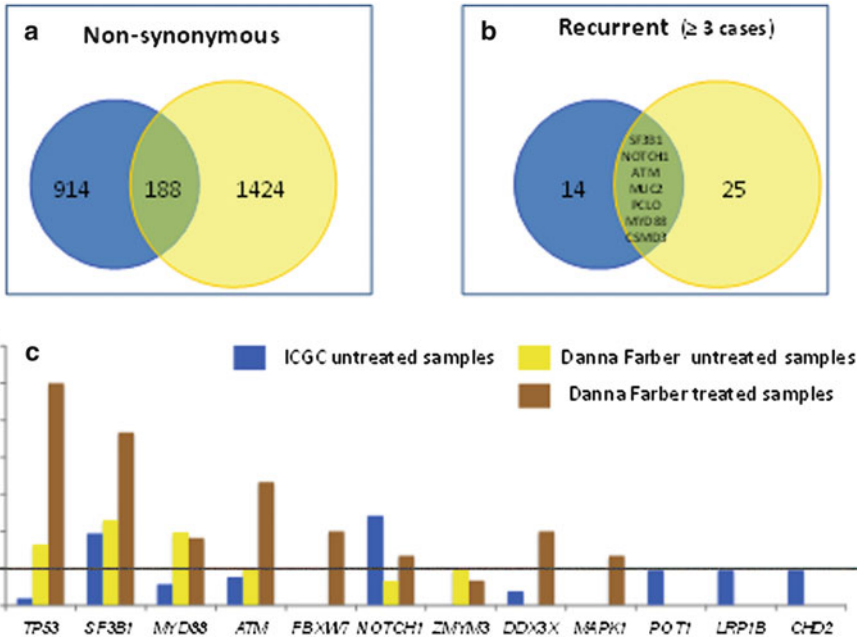 a
Non-synonymous
914
188
1424
b
Recurrent (≥ 3 cases)
14
SF3B1
NOTCH1
ATM
MUC2
PCLO
MYD88
CSMD3
25
c
ICGC untreated samples
Danna Farber untreated samples
Danna Farber treated samples
TP53 SF3B1 MYD88 ATM FBXW7 NOTCH1 ZMYM3 DDX3X MAPK1 POT1 LRP1B CHD2